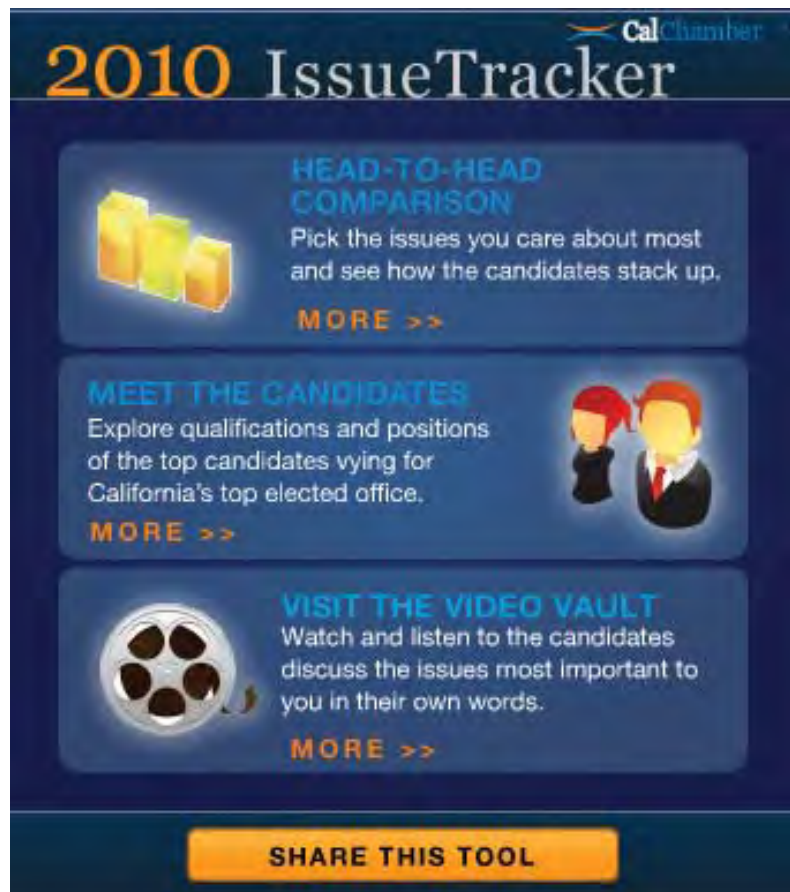 CalChamber
2010 IssueTracker
HEAD-TO-HEAD
COMPARISON
Pick the issues you care about most
and see how the candidates stack up.
MORE >>
MEET THE CANDIDATES
Explore qualifications and positions
of the top candidates vying for
California's top elected office.
MORE >>
VISIT THE VIDEO VAULT
Watch and listen to the candidates
discuss the issues most important to
you in their own words.
MORE >>
SHARE THIS TOOL